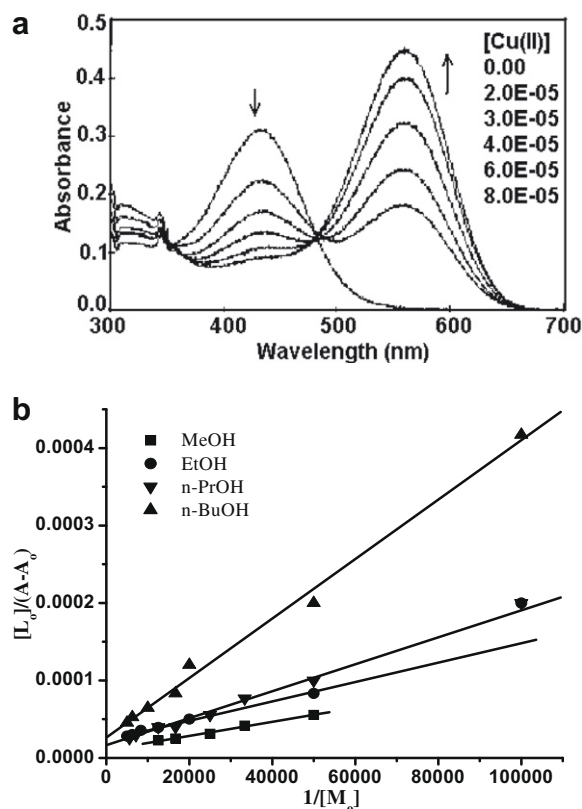 a
0.5
0.4
0.3
0.2
0.1
0.0
Absorbance
[Cu(II)]
0.00
2.0E-05
3.0E-05
4.0E-05
6.0E-05
8.0E-05
300
400
500
600
700
Wavelength (nm)
b
MeOH
EtOH
n-PrOH
n-BuOH
0.0004
0.0003
0.0002
0.0001
0.0000
[Lo]/(A-Ao)
0
20000
40000
60000
80000
100000
1/[Mo]